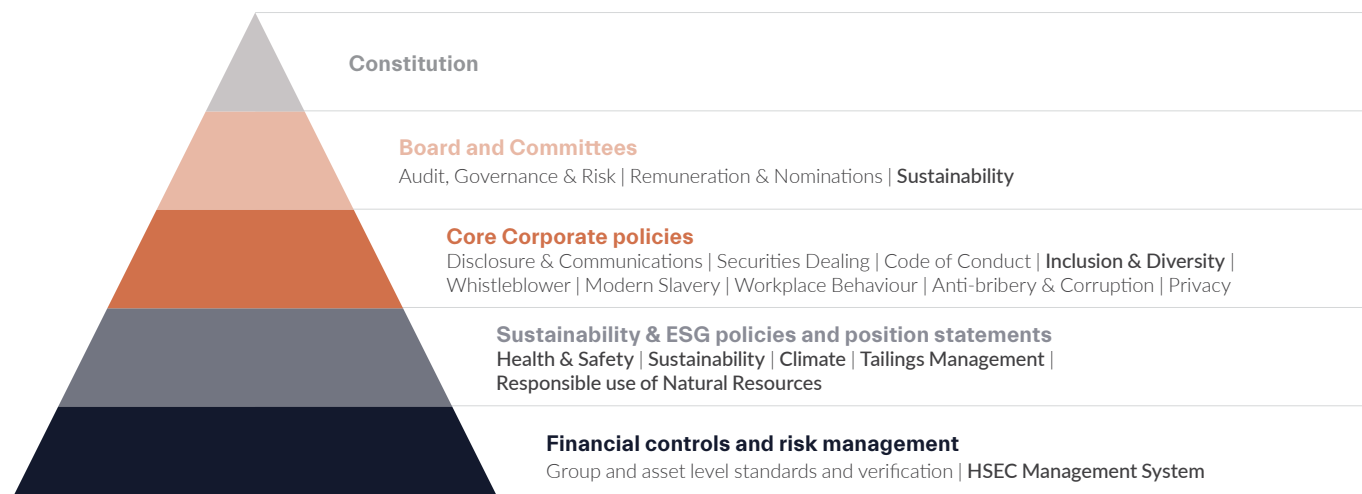 Constitution
Board and Committees
Audit, Governance & Risk | Remuneration & Nominations | Sustainability
Core Corporate policies
Disclosure & Communications | Securities Dealing | Code of Conduct | Inclusion & Diversity |
Whistleblower | Modern Slavery | Workplace Behaviour | Anti-bribery & Corruption | Privacy
Sustainability & ESG policies and position statements
Health & Safety | Sustainability | Climate | Tailings Management |
Responsible use of Natural Resources
Financial controls and risk management
Group and asset level standards and verification | HSEC Management System